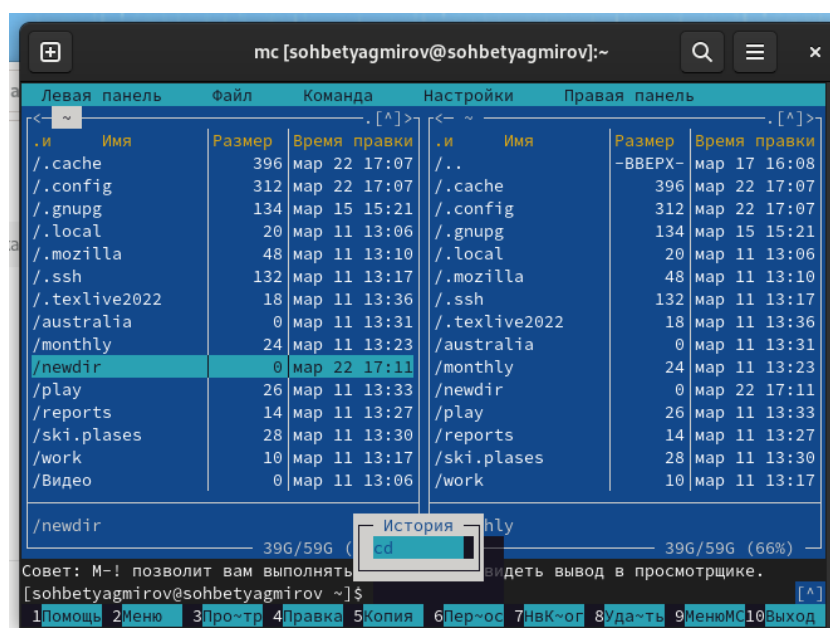 mc [sohbetyagmirov@sohbetyagmirov]:~
Левая панель Файл Команда Настройки Правая панель
<- ~ .[^]> <- ~ .[^]>
.и Имя Размер Время правки .и Имя Размер Время правки
/.cache 396 мар 22 17:07 /.. -ВВЕРХ- мар 17 16:08
/.config 312 мар 22 17:07 /.cache 396 мар 22 17:07
/.gnupg 134 мар 15 15:21 /.config 312 мар 22 17:07
/.local 20 мар 11 13:06 /.gnupg 134 мар 15 15:21
/.mozilla 48 мар 11 13:10 /.local 20 мар 11 13:06
/.ssh 132 мар 11 13:17 /.mozilla 48 мар 11 13:10
/.texlive2022 18 мар 11 13:36 /.ssh 132 мар 11 13:17
/australia 0 мар 11 13:31 /.texlive2022 18 мар 11 13:36
/monthly 24 мар 11 13:23 /australia 0 мар 11 13:31
/newdir 0 мар 22 17:11 /monthly 24 мар 11 13:23
/play 26 мар 11 13:33 /newdir 0 мар 22 17:11
/reports 14 мар 11 13:27 /play 26 мар 11 13:33
/ski.plases 28 мар 11 13:30 /reports 14 мар 11 13:27
/work 10 мар 11 13:17 /ski.plases 28 мар 11 13:30
/Видео 0 мар 11 13:06 /work 10 мар 11 13:17
/newdir История hly
39G/59G ( cd 39G/59G (66%)
Совет: M-! позволит вам выполнять видеть вывод в просмотрщике.
[sohbetyagmirov@sohbetyagmirov ~]$ [^]
1Помощь 2Меню 3Про~тр 4Правка 5Копия 6Пер~ос 7НвК~ог 8Уда~ть 9МенюMC 10Выход